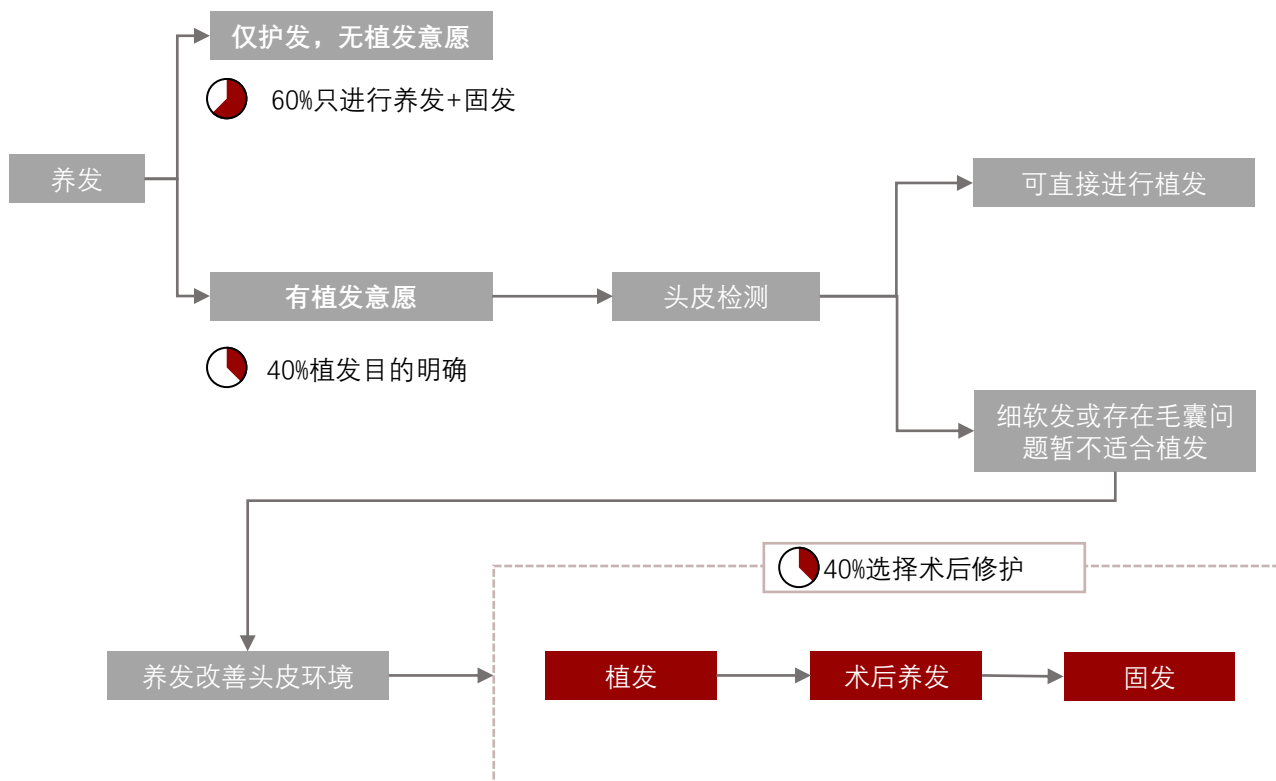 仅护发，无植发意愿
60%只进行养发+固发
养发
可直接进行植发
有植发意愿
头皮检测
40%植发目的明确
细软发或存在毛囊问
题暂不适合植发
40%选择术后修护
养发改善头皮环境
植发
术后养发
固发